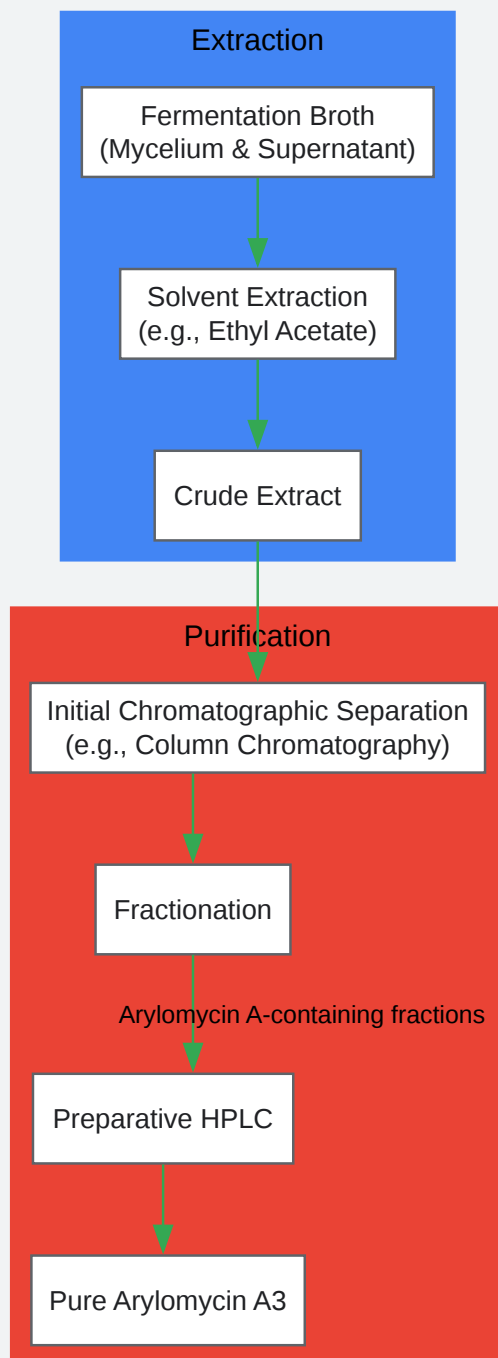 Extraction
Fermentation Broth
(Mycelium & Supernatant)
Solvent Extraction
(e.g., Ethyl Acetate)
Crude Extract
Purification
Initial Chromatographic Separation
(e.g., Column Chromatography)
Fractionation
Arylomycin A-containing fractions
Preparative HPLC
Pure Arylomycin A3